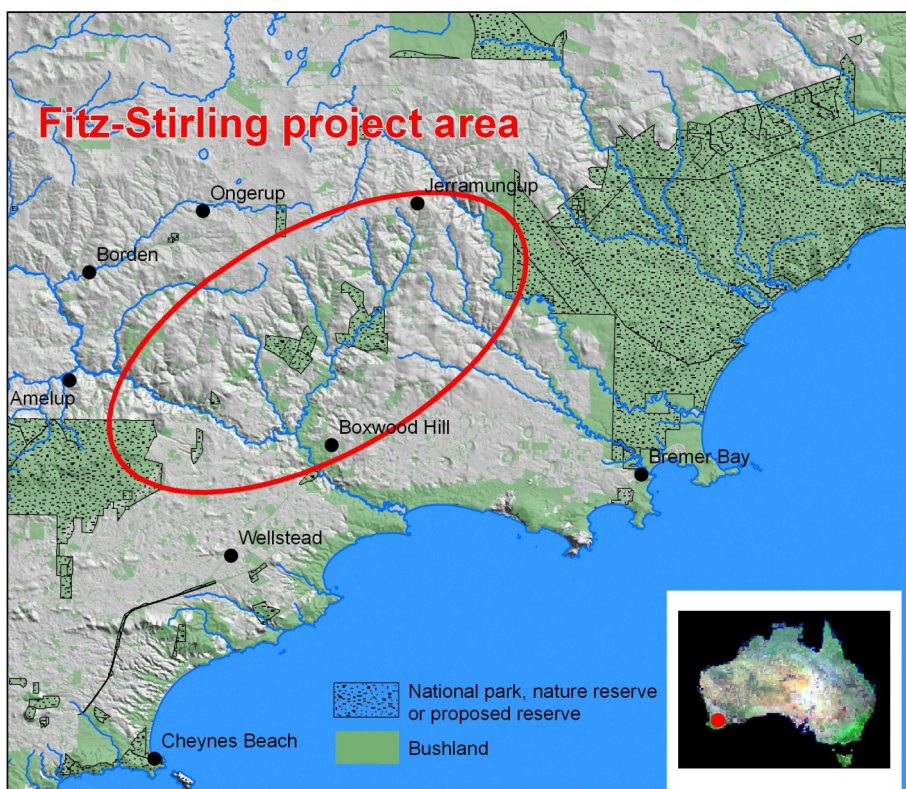 Fitz-Stirling project area
Jerramungup
Ongerup
Borden
Amelup
Boxwood Hill
Bremer Bay
Wellstead
National park, nature reserve
or proposed reserve
Bushland
Cheynes Beach